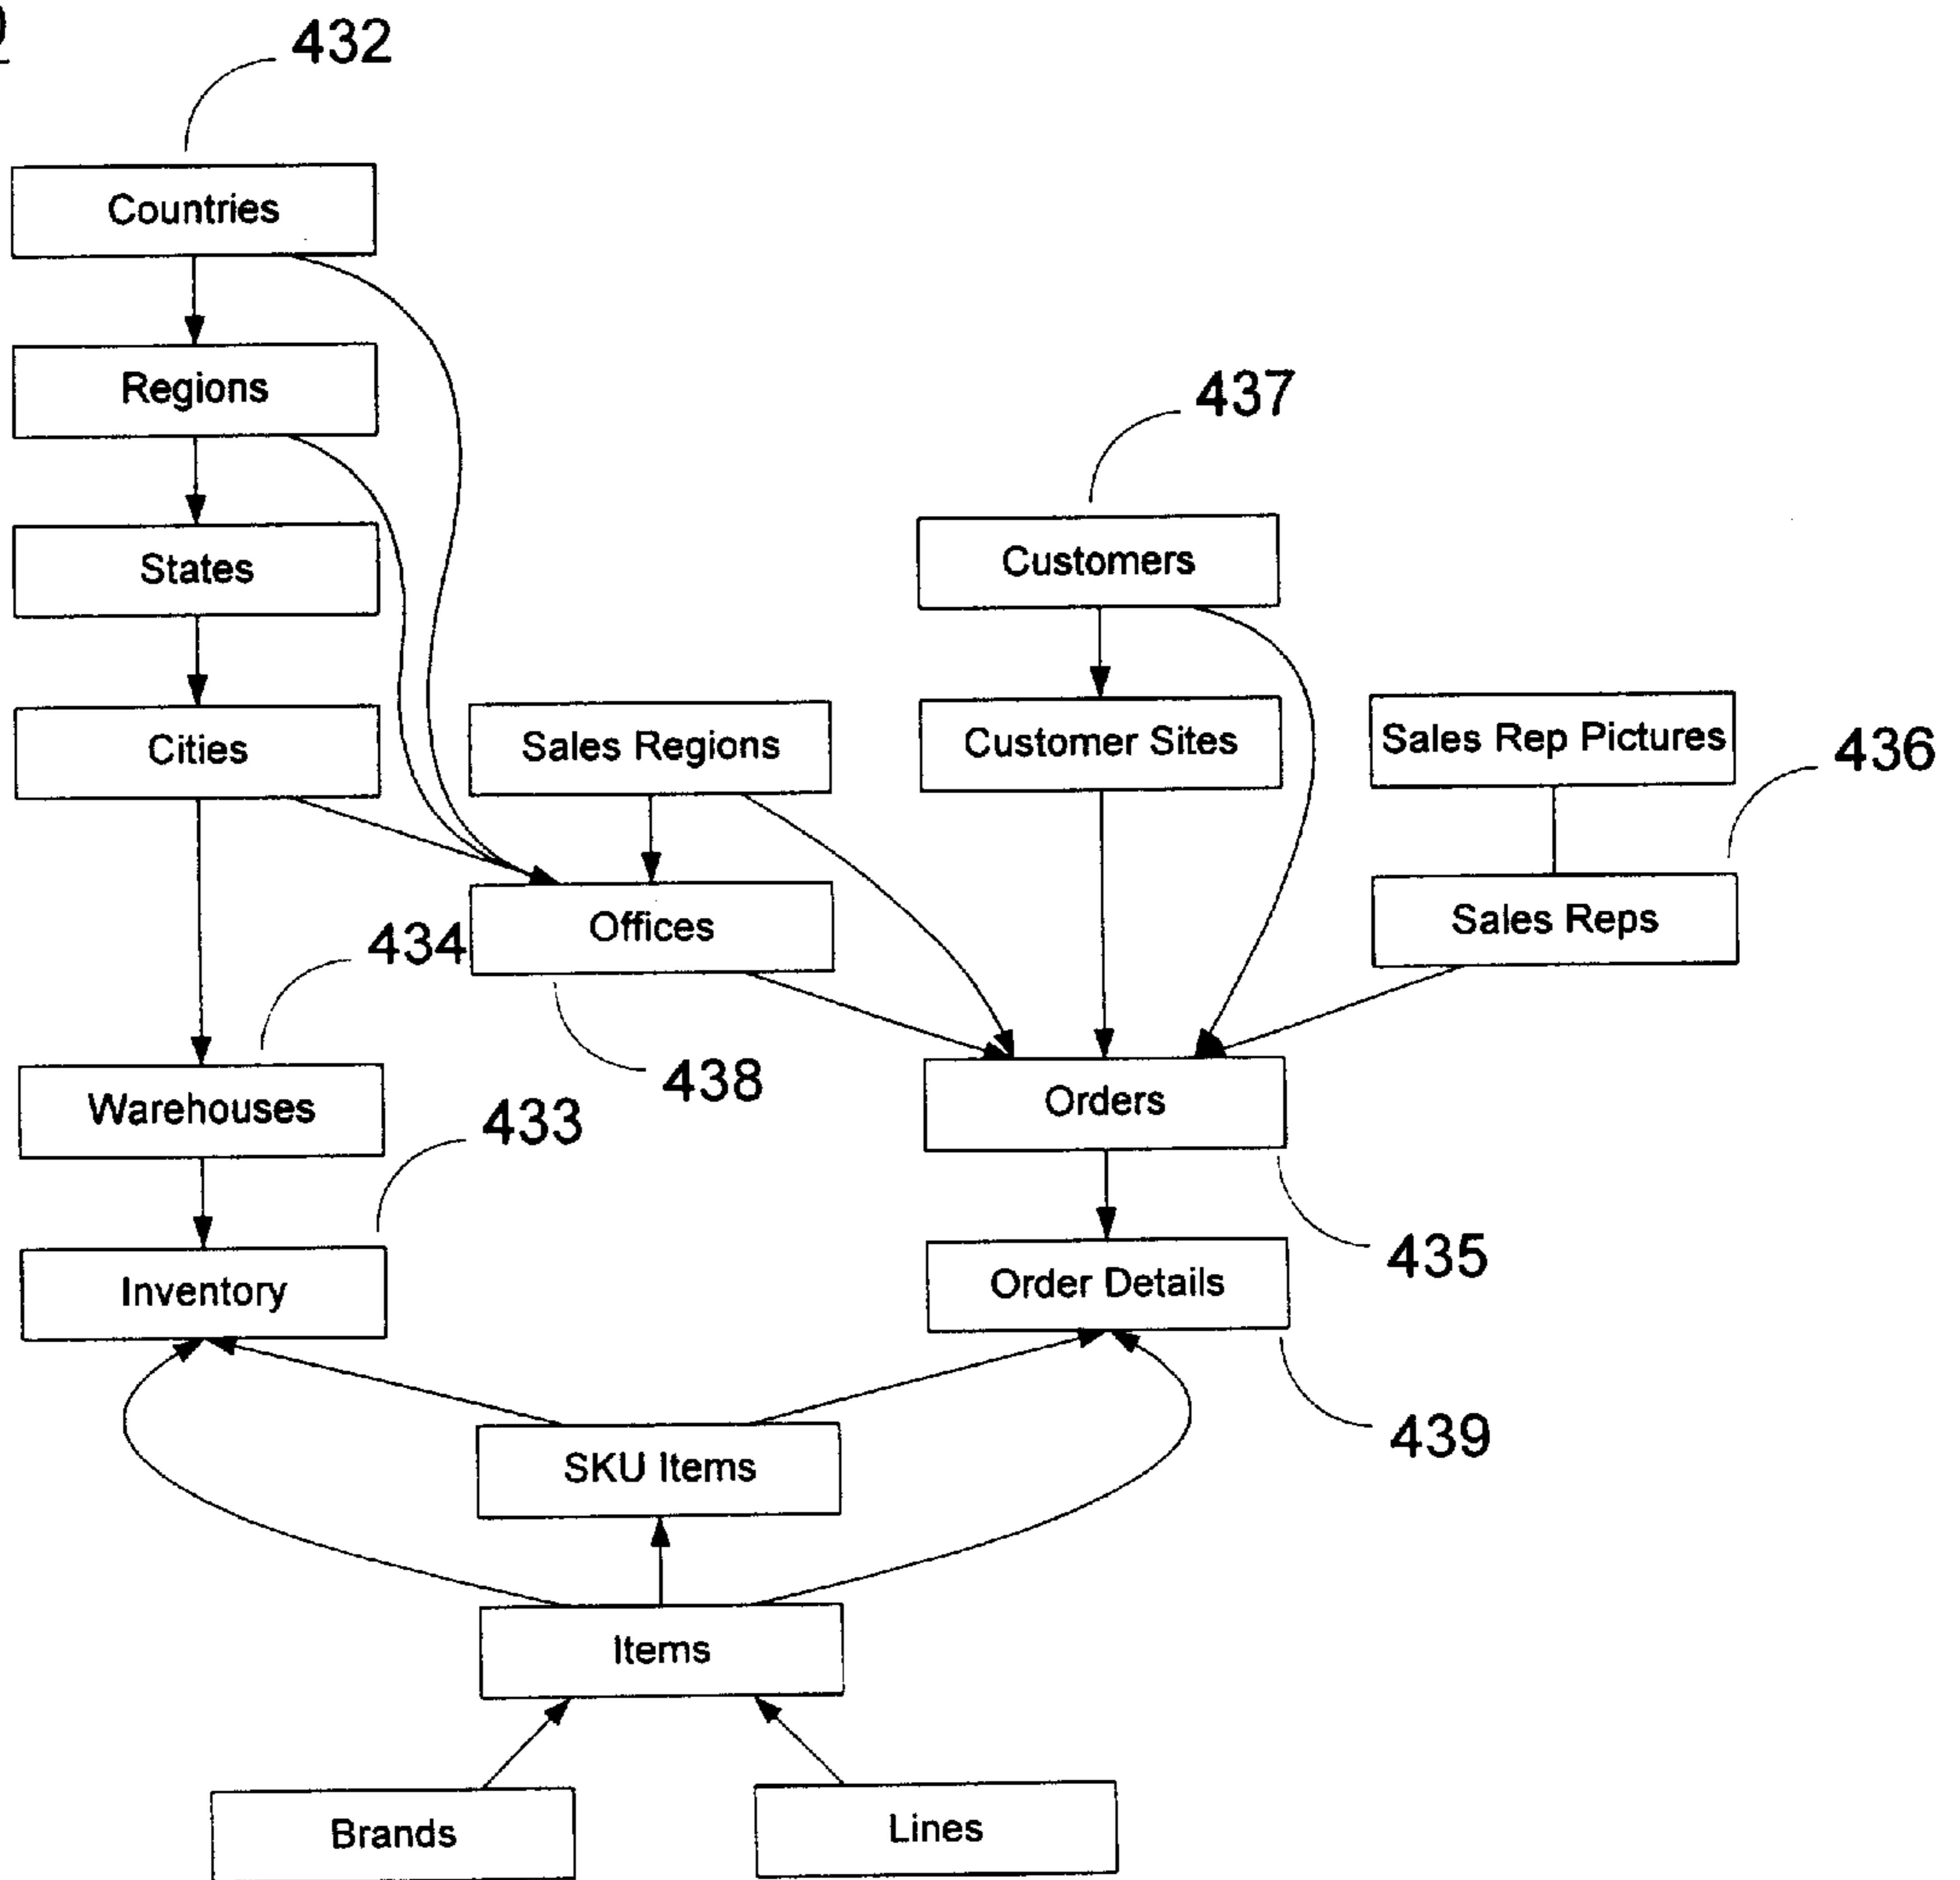 432
Countries
Regions
437
States
Customers
Cities
Sales Regions
Customer Sites
Sales Rep Pictures
436
Offices
Sales Reps
434
438
Warehouses
433
Orders
Inventory
435
Order Details
439
SKU Items
Items
Brands
Lines